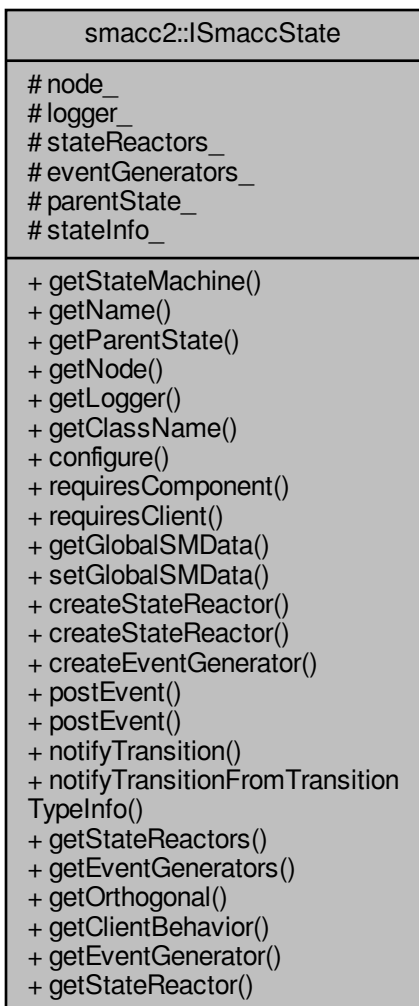 smacc2::ISmaccState
# node_
# logger_
# stateReactors_
# eventGenerators_
# parentState_
# stateInfo_
+ getStateMachine()
+ getName()
+ getParentState()
+ getNode()
+ getLogger()
+ getClassName()
+ configure()
+ requiresComponent()
+ requiresClient()
+ getGlobalSMData()
+ setGlobalSMData()
+ createStateReactor()
+ createStateReactor()
+ createEventGenerator()
+ postEvent()
+ postEvent()
+ notifyTransition()
+ notifyTransitionFromTransition
TypeInfo()
+ getStateReactors()
+ getEventGenerators()
+ getOrthogonal()
+ getClientBehavior()
+ getEventGenerator()
+ getStateReactor()